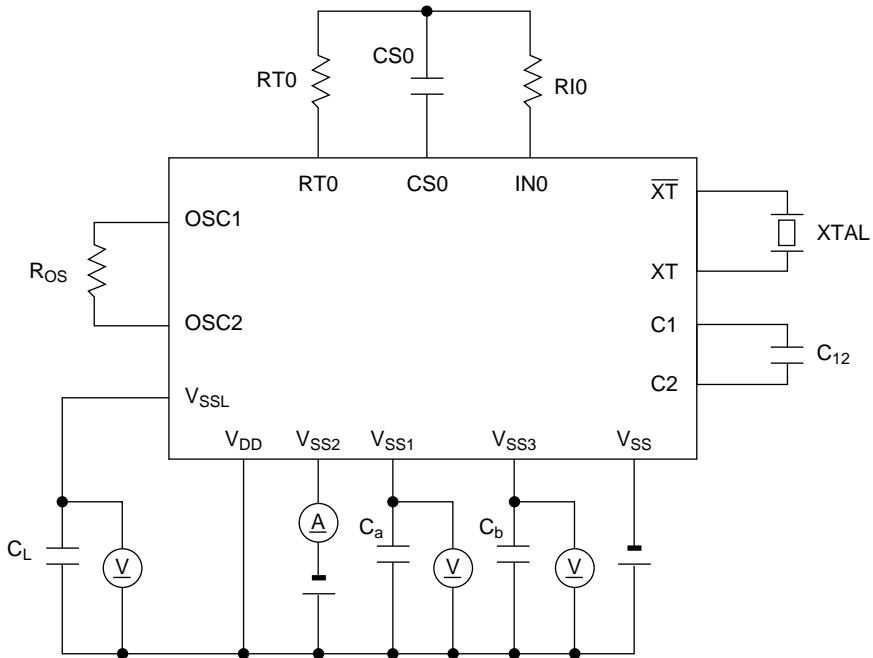 CS0
RT0
RI0
RT0 CS0 IN0
X̅T̅
OSC1
XTAL
R_OS
XT
OSC2
C1
C_12
C2
V_SSL
V_DD V_SS2 V_SS1 V_SS3 V_SS
A
C_a
C_b
C_L
V
V
V